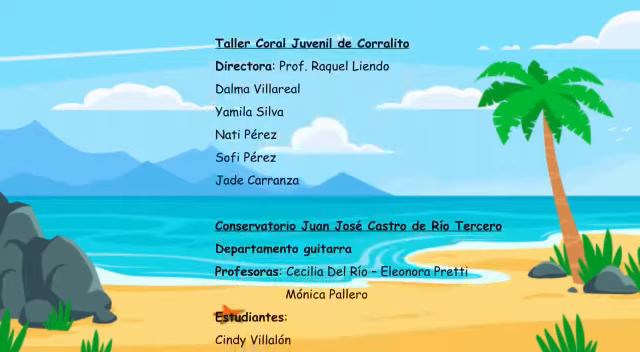 Taller Coral Juvenil de Corralito
Directora: Prof. Raquel Liendo
Dalma Villareal
Yamila Silva
Nati Pérez
Sofi Pérez
Jade Carranza
Conservatorio Juan José Castro de Río Tercero
Departamento guitarra
Profesoras: Cecilia Del Río – Eleonora Pretti
Mónica Pallero
Estudiantes:
Cindy Villalón